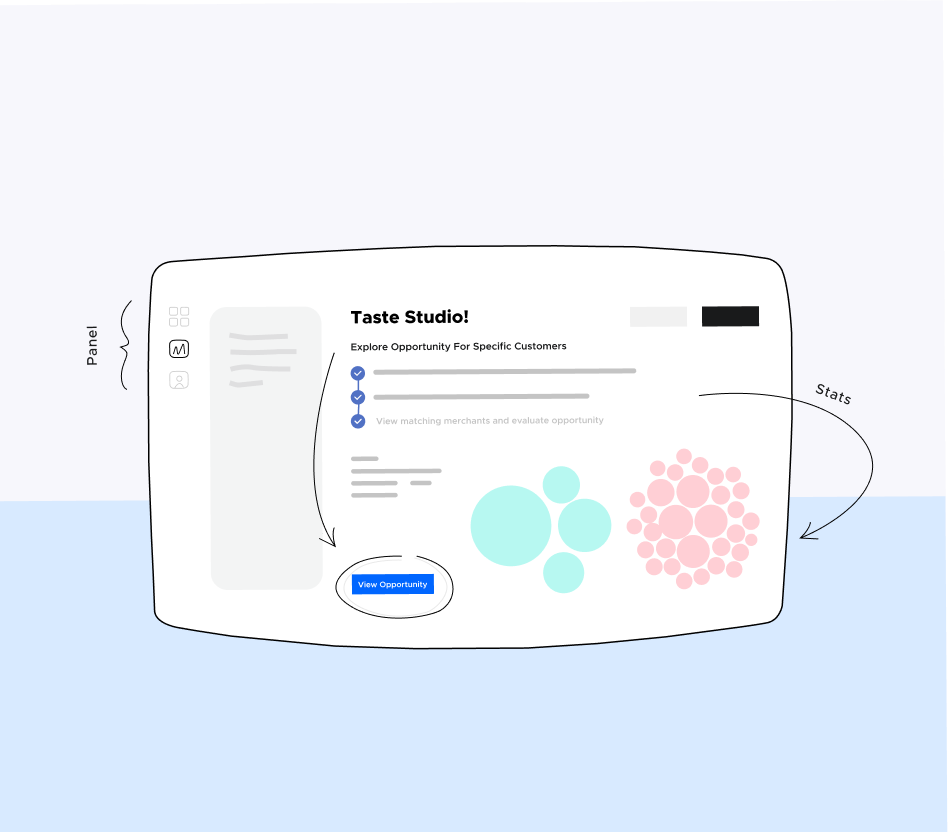 Panel
Taste Studio!
Explore Opportunity For Specific Customers
View matching merchants and evaluate opportunity
Stats
View Opportunity